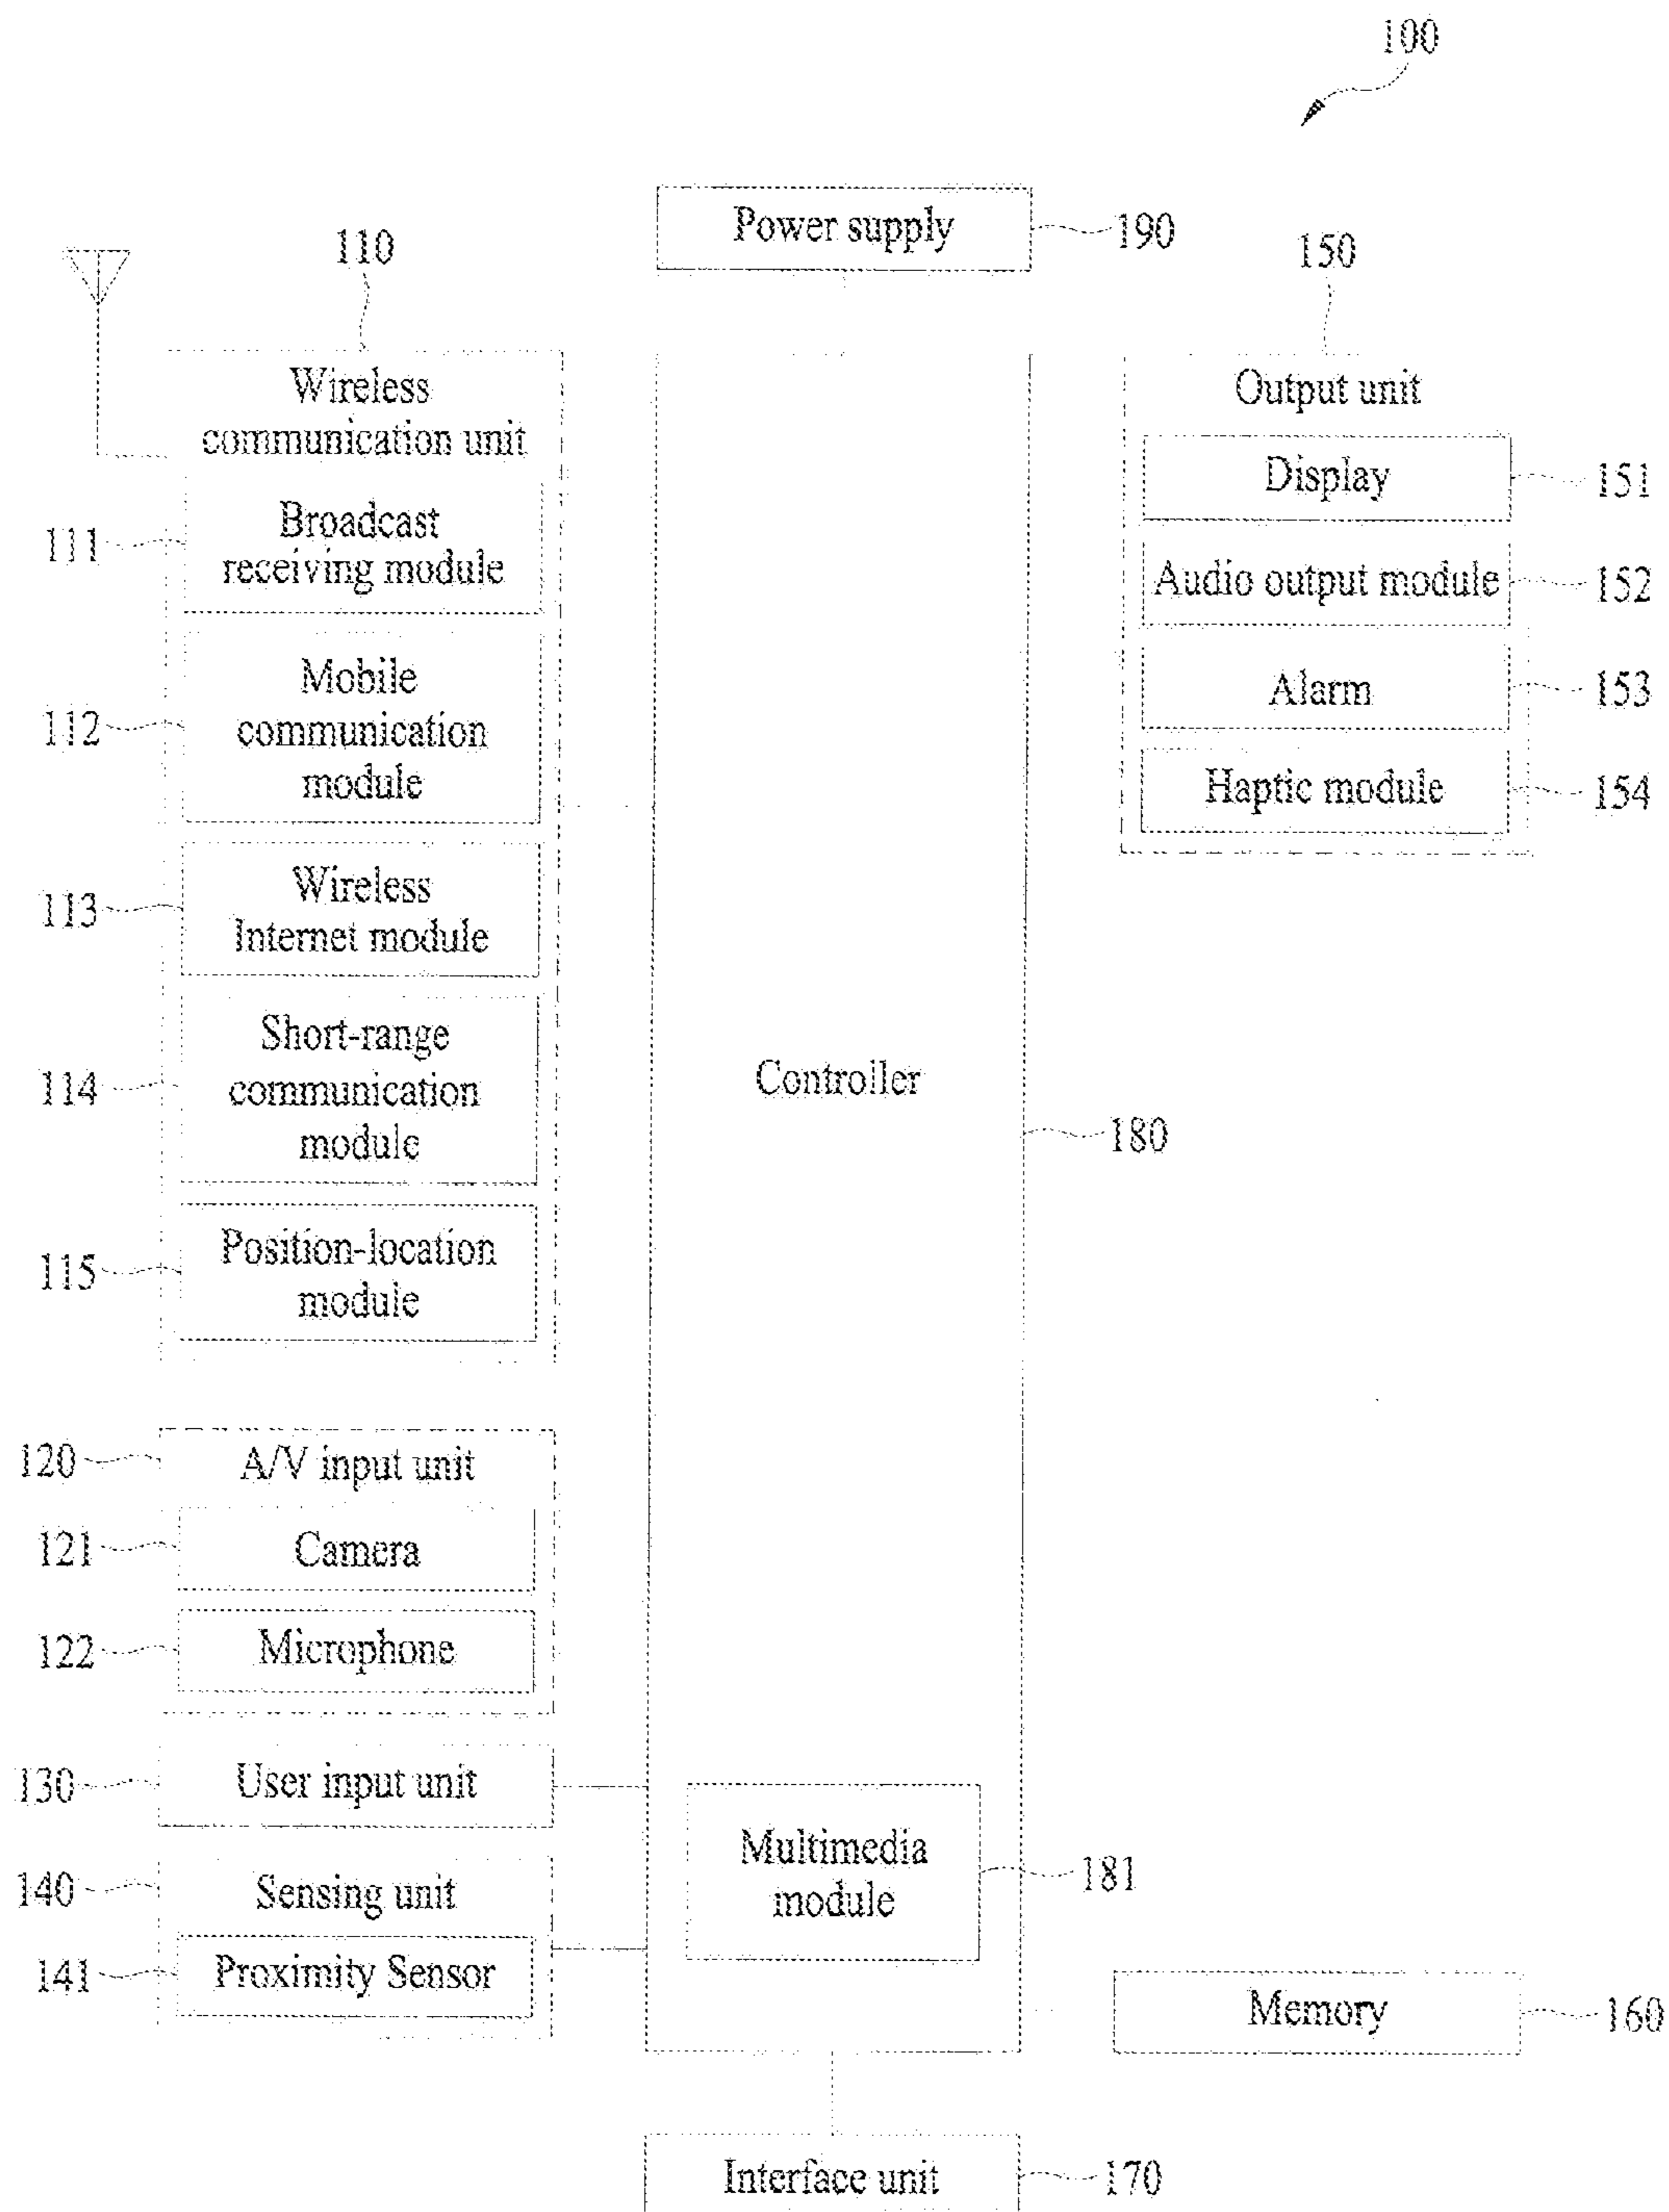 100
Power supply
190
110
150
Wireless
communication unit
Output unit
Display
151
Broadcast
receiving module
111
Audio output module
152
Mobile
communication
module
112
Alarm
153
Haptic module
154
Wireless
Internet module
113
Short-range
communication
module
114
Controller
180
Position-location
module
115
120
A/V input unit
121
Camera
122
Microphone
130
User input unit
Multimedia
module
181
140
Sensing unit
141
Proximity Sensor
Memory
160
Interface unit
170